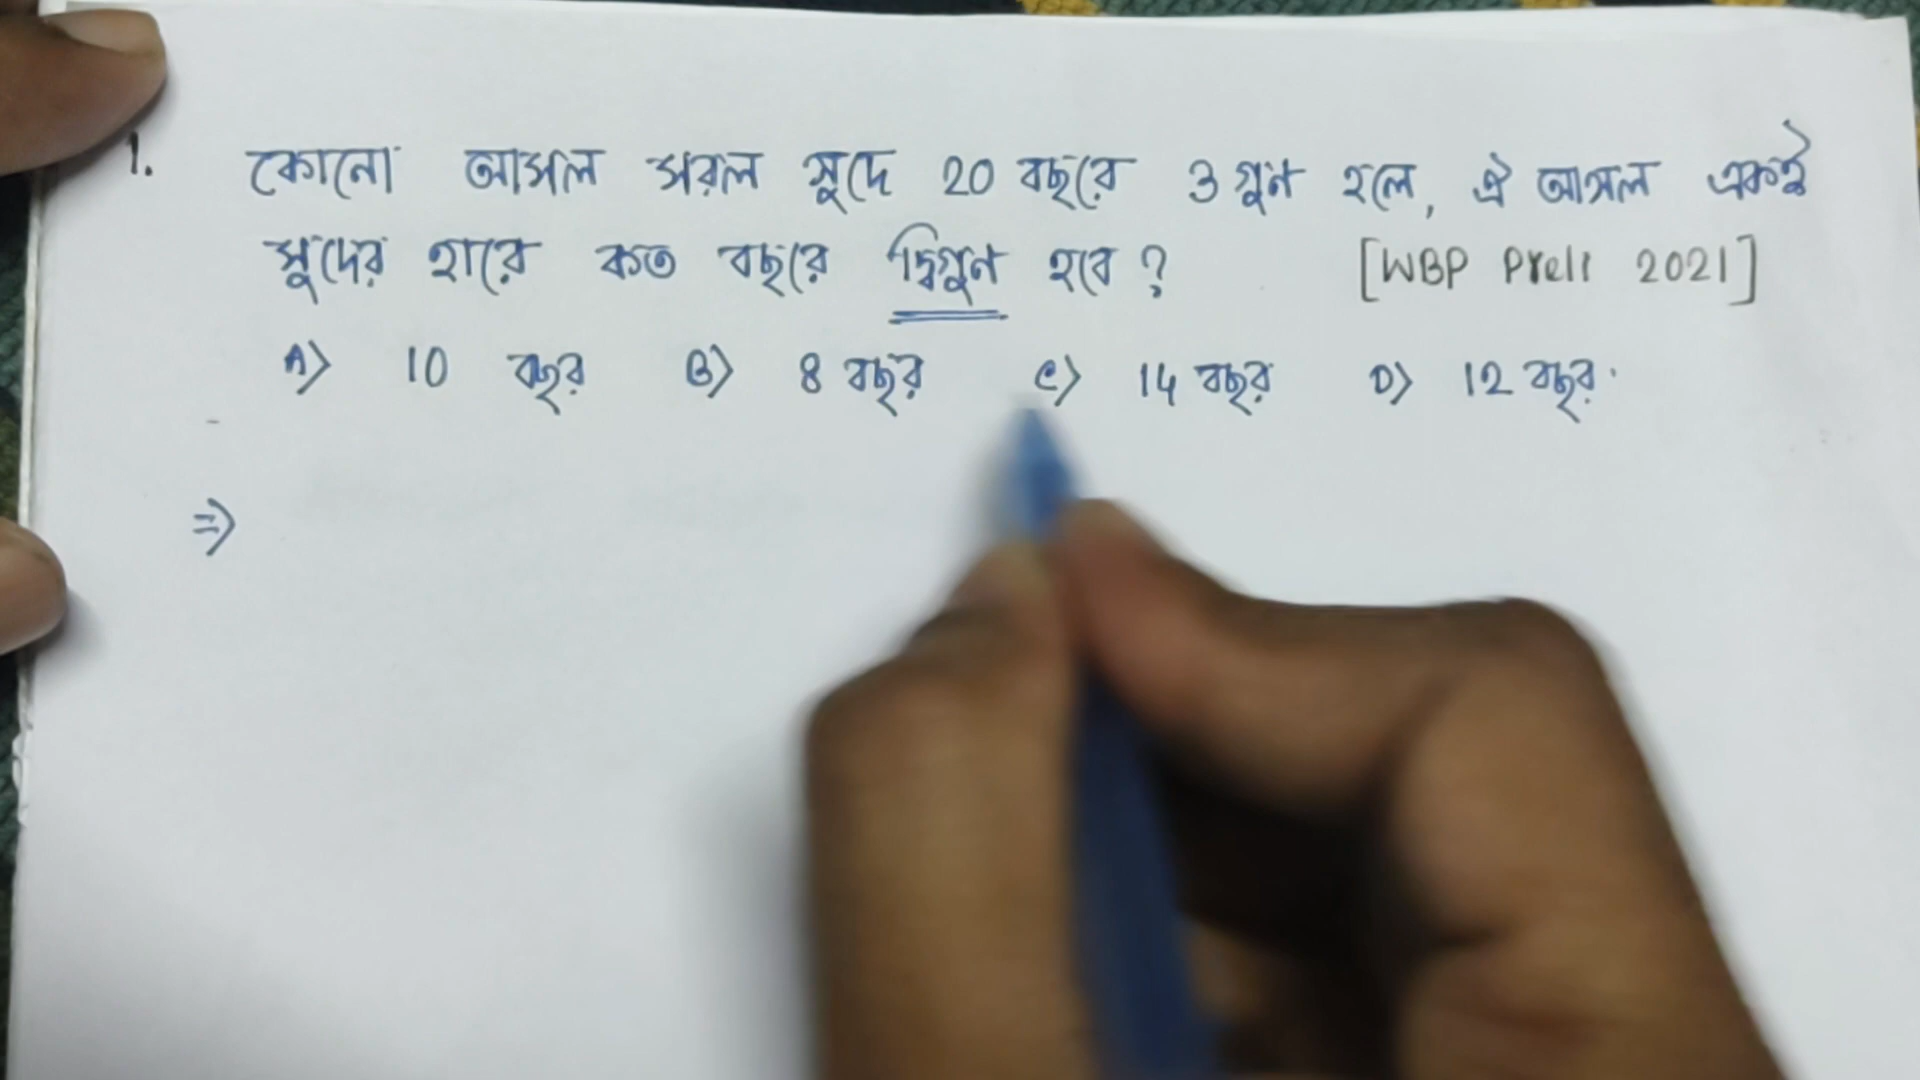 1. কোনো আসল সরল সুদে 20 বছরে 3 গুন হলে, ঐ আসল একই
সুদের হারে কত বছরে দ্বিগুন হবে ? [WBP Preli 2021]
A) 10 বছর B) 8 বছর C) 14 বছর D) 12 বছর.
⇒